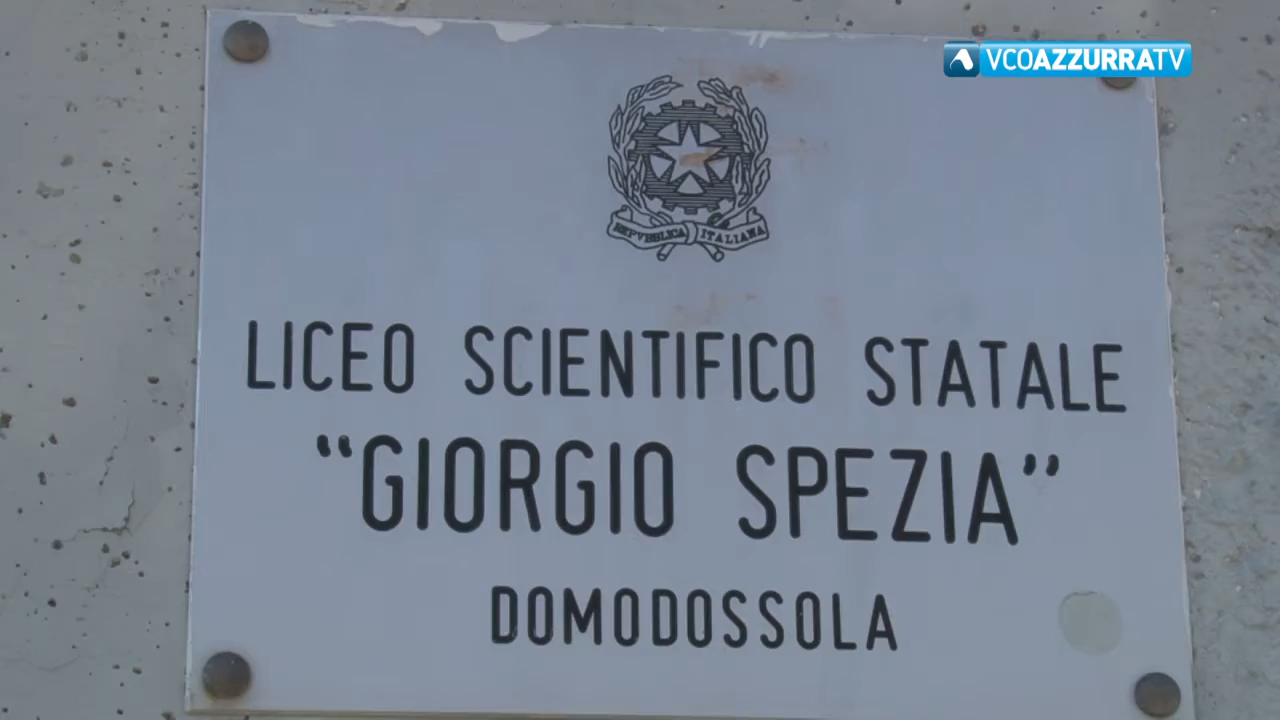 VCOAZZURRATV
REPVBBLICA ITALIANA
LICEO SCIENTIFICO STATALE
“GIORGIO SPEZIA”
DOMODOSSOLA